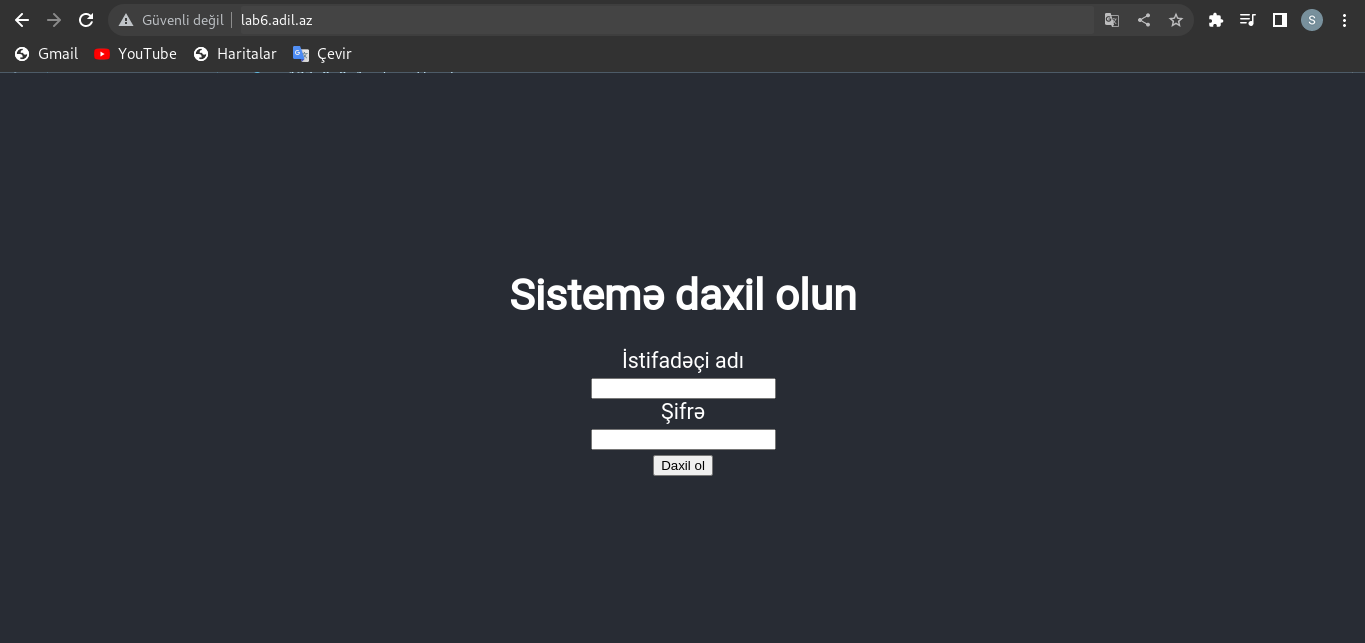 Güvenli değil lab6.adil.az
Gmail YouTube Haritalar Çevir
Sistemə daxil olun
İstifadəçi adı
Şifrə
Daxil ol
S